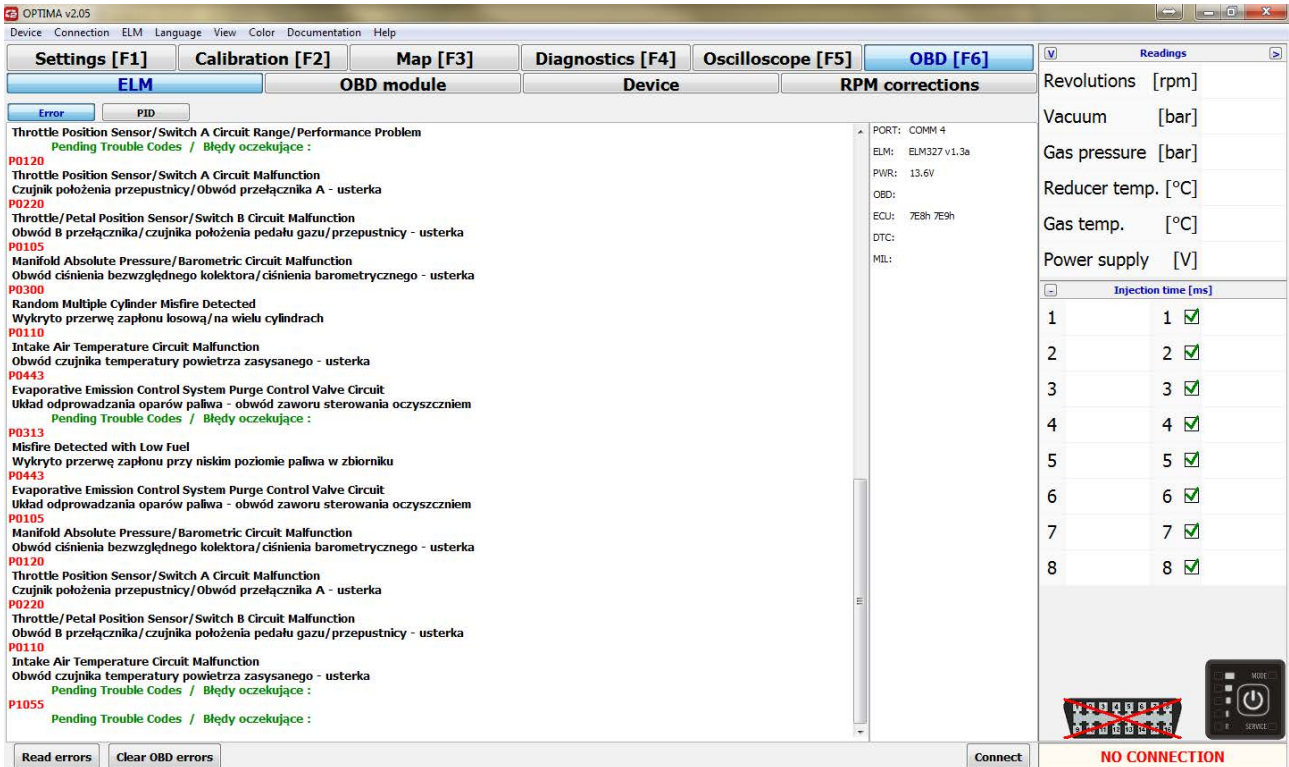 OPTIMA v2.05
Device Connection ELM Language View Color Documentation Help
Settings [F1] Calibration [F2] Map [F3] Diagnostics [F4] Oscilloscope [F5] OBD [F6]
ELM OBD module Device RPM corrections
Error PID
Throttle Position Sensor/Switch A Circuit Range/Performance Problem
Pending Trouble Codes / Błędy oczekujące :
P0120
Throttle Position Sensor/Switch A Circuit Malfunction
Czujnik położenia przepustnicy/Obwód przełącznika A - usterka
P0220
Throttle/Petal Position Sensor/Switch B Circuit Malfunction
Obwód B przełącznika/czujnika położenia pedału gazu/przepustnicy - usterka
P0105
Manifold Absolute Pressure/Barometric Circuit Malfunction
Obwód ciśnienia bezwzględnego kolektora/ciśnienia barometrycznego - usterka
P0300
Random Multiple Cylinder Misfire Detected
Wykryto przerwę zapłonu losową/na wielu cylindrach
P0110
Intake Air Temperature Circuit Malfunction
Obwód czujnika temperatury powietrza zasysanego - usterka
P0443
Evaporative Emission Control System Purge Control Valve Circuit
Układ odprowadzania oparów paliwa - obwód zaworu sterowania oczyszczniem
Pending Trouble Codes / Błędy oczekujące :
P0313
Misfire Detected with Low Fuel
Wykryto przerwę zapłonu przy niskim poziomie paliwa w zbiorniku
P0443
Evaporative Emission Control System Purge Control Valve Circuit
Układ odprowadzania oparów paliwa - obwód zaworu sterowania oczyszczniem
P0105
Manifold Absolute Pressure/Barometric Circuit Malfunction
Obwód ciśnienia bezwzględnego kolektora/ciśnienia barometrycznego - usterka
P0120
Throttle Position Sensor/Switch A Circuit Malfunction
Czujnik położenia przepustnicy/Obwód przełącznika A - usterka
P0220
Throttle/Petal Position Sensor/Switch B Circuit Malfunction
Obwód B przełącznika/czujnika położenia pedału gazu/przepustnicy - usterka
P0110
Intake Air Temperature Circuit Malfunction
Obwód czujnika temperatury powietrza zasysanego - usterka
Pending Trouble Codes / Błędy oczekujące :
P1055
Pending Trouble Codes / Błędy oczekujące :
Read errors Clear OBD errors Connect
PORT: COMM 4
ELM: ELM327 v1.3a
PWR: 13.6V
OBD:
ECU: 7E8h 7E9h
DTC:
MIL:
V Readings >
Revolutions [rpm]
Vacuum [bar]
Gas pressure [bar]
Reducer temp. [°C]
Gas temp. [°C]
Power supply [V]
- Injection time [ms]
1 1
2 2
3 3
4 4
5 5
6 6
7 7
8 8
MODE
SERVICE
NO CONNECTION